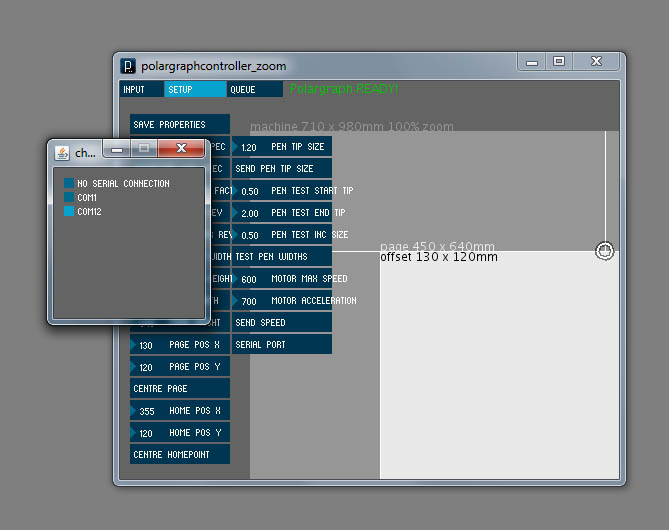 polargraphcontroller_zoom
INPUT SETUP QUEUE Polargraph READY!
SAVE PROPERTIES
machine 710 x 980mm 100% zoom
ch...
NO SERIAL CONNECTION
COM1
COM12
PEC
EC
FACT
EV
REV
WIDTH
EIGHT
TH
GHT
130 PAGE POS X
120 PAGE POS Y
CENTRE PAGE
355 HOME POS X
120 HOME POS Y
CENTRE HOMEPOINT
1.20 PEN TIP SIZE
SEND PEN TIP SIZE
0.50 PEN TEST START TIP
2.00 PEN TEST END TIP
0.50 PEN TEST INC SIZE
TEST PEN WIDTHS
600 MOTOR MAX SPEED
700 MOTOR ACCELERATION
SEND SPEED
SERIAL PORT
page 450 x 640mm
offset 130 x 120mm